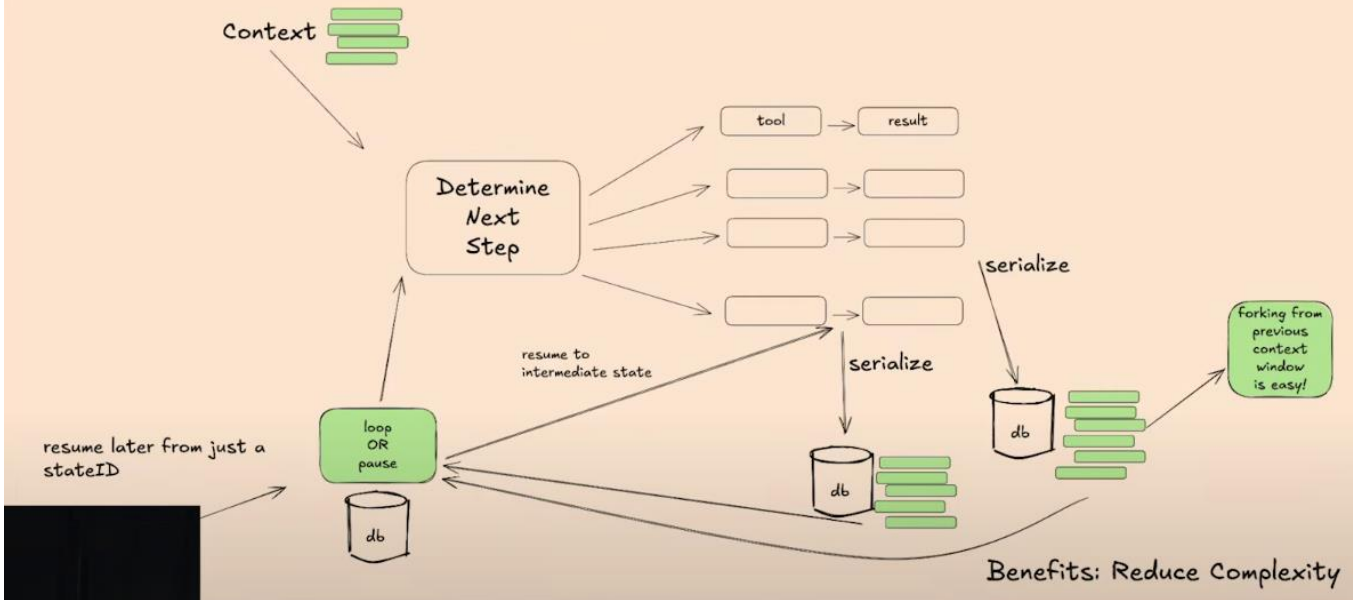 Context
tool
result
Determine
Next
Step
serialize
forking from
previous
context
window
is easy!
resume to
intermediate state
serialize
loop
OR
pause
resume later from just a
stateID
db
db
db
Benefits: Reduce Complexity